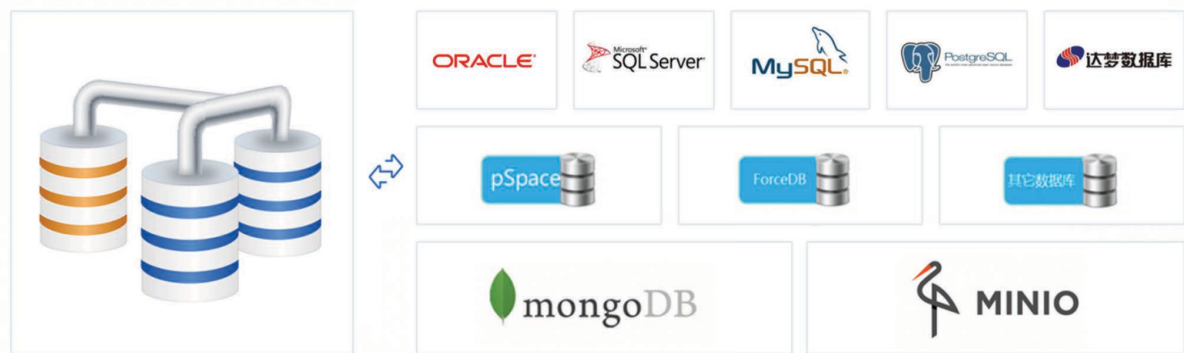 ORACLE
Microsoft
SQL Server
MySQL
PostgreSQL
达梦数据库
pSpace
ForceDB
其它数据库
mongoDB
MINIO